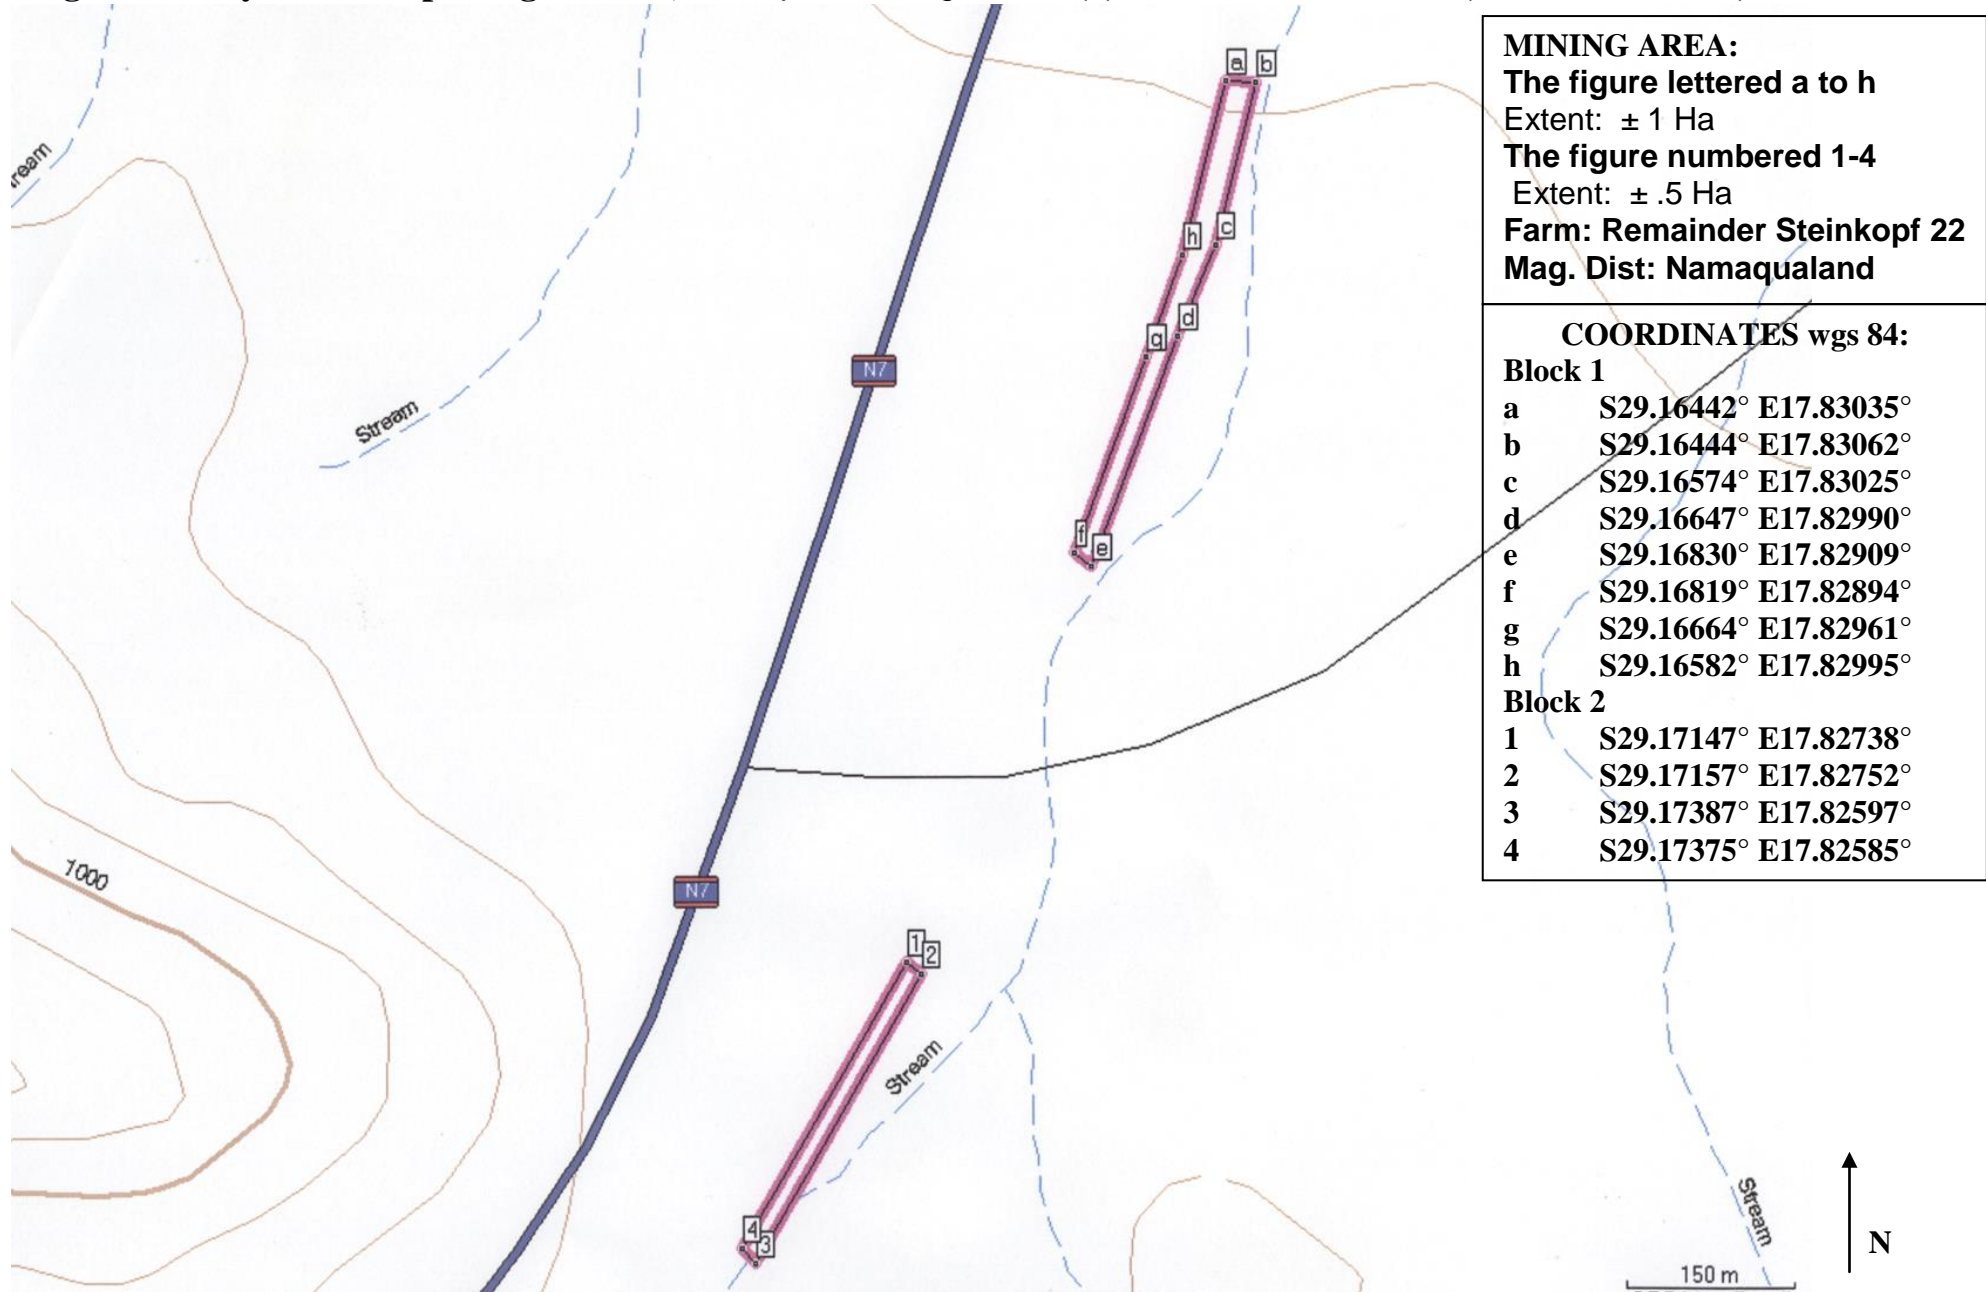 a
b
h
c
d
g
f
e
N7
N7
Stream
1000
1
2
Stream
4
3
Stream
N
150 m
MINING AREA:
The figure lettered a to h
Extent: ± 1 Ha
The figure numbered 1-4
Extent: ± .5 Ha
Farm: Remainder Steinkopf 22
Mag. Dist: Namaqualand
COORDINATES wgs 84:
Block 1
a S29.16442° E17.83035°
b S29.16444° E17.83062°
c S29.16574° E17.83025°
d S29.16647° E17.82990°
e S29.16830° E17.82909°
f S29.16819° E17.82894°
g S29.16664° E17.82961°
h S29.16582° E17.82995°
Block 2
1 S29.17147° E17.82738°
2 S29.17157° E17.82752°
3 S29.17387° E17.82597°
4 S29.17375° E17.82585°